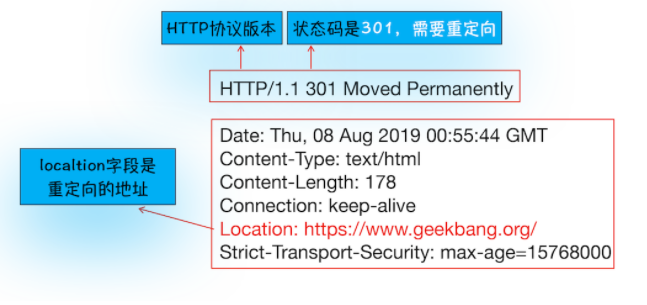 HTTP协议版本
状态码是301，需要重定向
HTTP/1.1 301 Moved Permanently
Date: Thu, 08 Aug 2019 00:55:44 GMT
Content-Type: text/html
Content-Length: 178
Connection: keep-alive
Location: https://www.geekbang.org/
Strict-Transport-Security: max-age=15768000
localtion字段是
重定向的地址